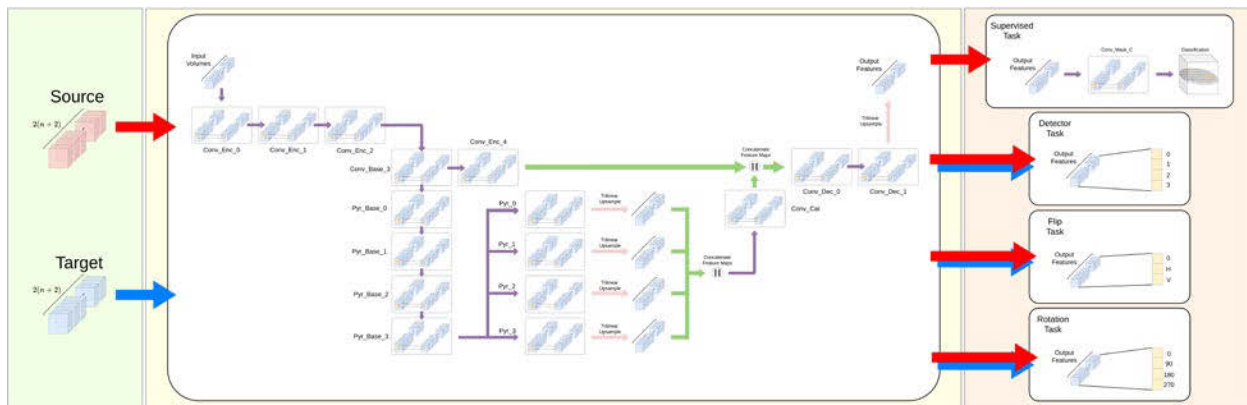 Source
2(n + 2)
Target
2(n + 2)
Input
Volumes
Conv_Enc_0
Conv_Enc_1
Conv_Enc_2
Conv_Base_3
Conv_Enc_4
Pyr_Base_0
Pyr_Base_1
Pyr_Base_2
Pyr_Base_3
Pyr_0
Pyr_1
Pyr_2
Pyr_3
Trilinear
Upsample
Trilinear
Upsample
Trilinear
Upsample
Trilinear
Upsample
Concatenate
Feature Maps
Conv_Cat
Concatenate
Feature Maps
Conv_Dec_0
Conv_Dec_1
Trilinear
Upsample
Output
Features
Supervised
Task
Output
Features
Conv_Mask_C
Classification
Detector
Task
Output
Features
0
1
2
3
Flip
Task
Output
Features
0
H
V
Rotation
Task
Output
Features
0
90
180
270